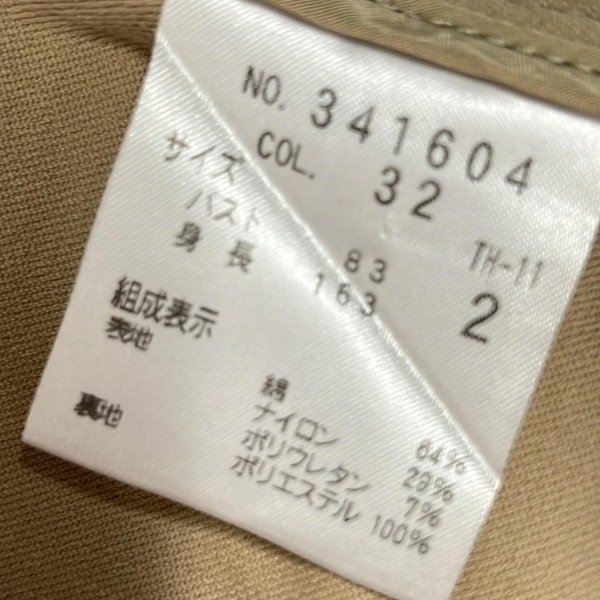 NO. 341604
COL. 32
サイズ TH-11
バスト 83 2
身長 163
組成表示
表地 綿 64%
ナイロン 29%
ポリウレタン 7%
裏地 ポリエステル 100%